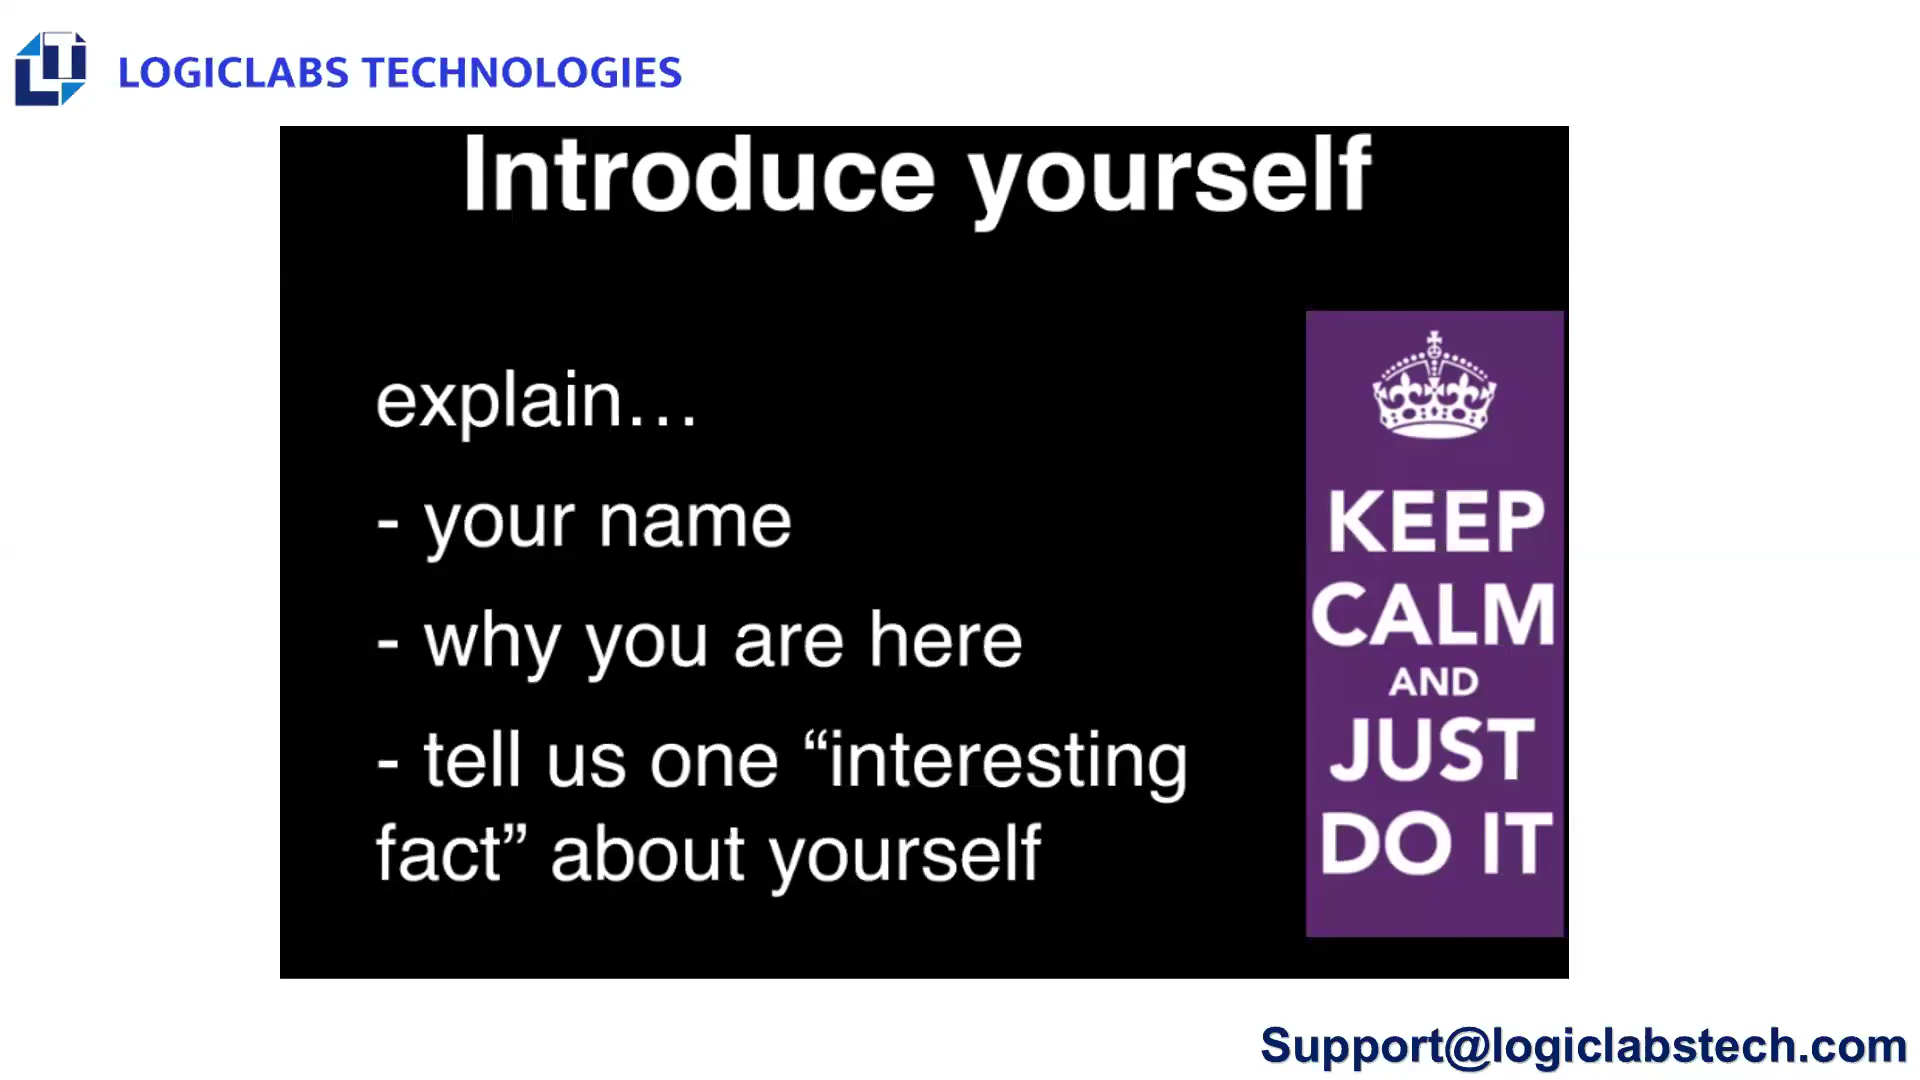 LOGICLABS TECHNOLOGIES
Introduce yourself
explain…
- your name
- why you are here
- tell us one “interesting
fact” about yourself
KEEP
CALM
AND
JUST
DO IT
Support@logiclabstech.com